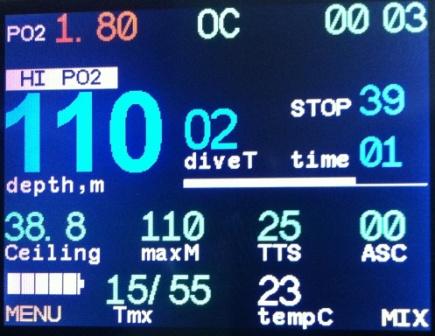 PO2 1. 80 OC 00 03
HI PO2
110 02 STOP 39
diveT time 01
depth,m
38. 8 110 25 00
Ceiling maxM TTS ASC
15/ 55 23
MENU Tmx tempC MIX